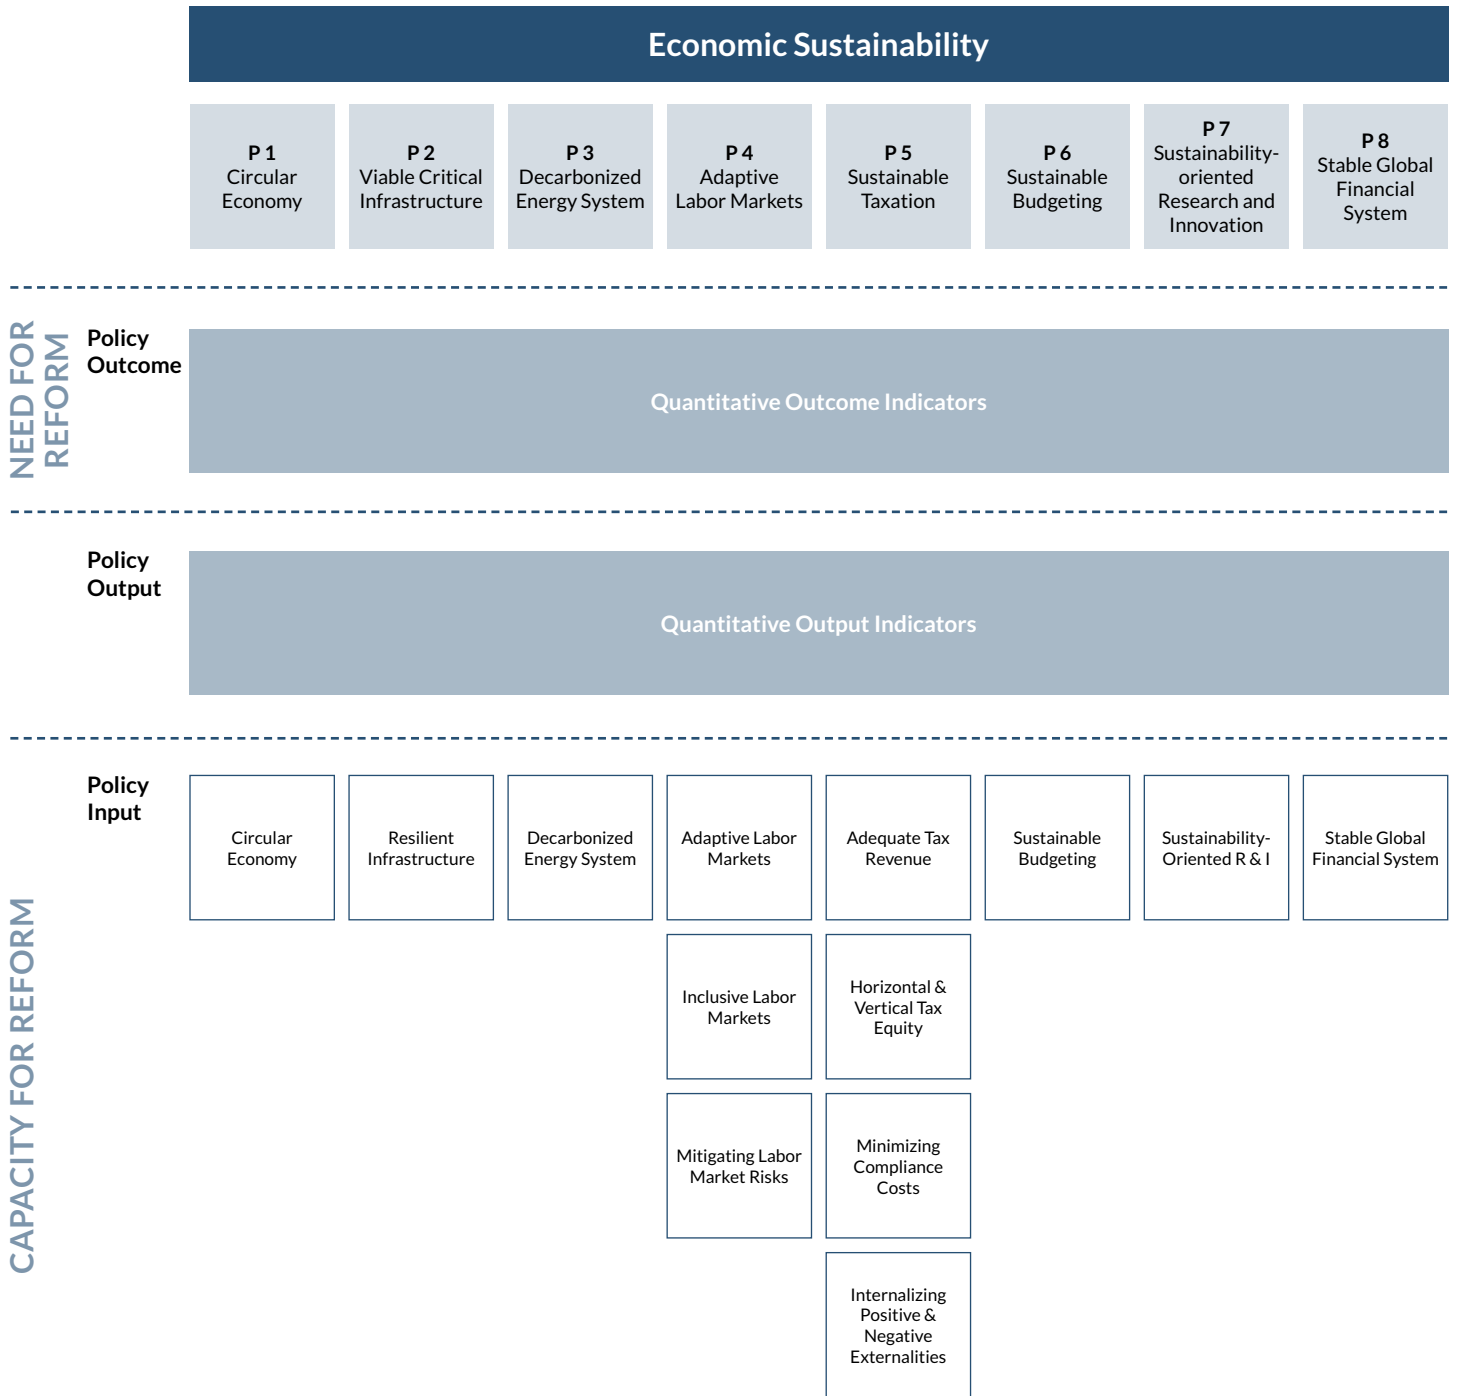 Economic Sustainability
P 1
Circular
Economy
P 2
Viable Critical
Infrastructure
P 3
Decarbonized
Energy System
P 4
Adaptive
Labor Markets
P 5
Sustainable
Taxation
P 6
Sustainable
Budgeting
P 7
Sustainability-
oriented
Research and
Innovation
P 8
Stable Global
Financial
System
NEED FOR
REFORM
Policy
Outcome
Quantitative Outcome Indicators
Policy
Output
Quantitative Output Indicators
CAPACITY FOR REFORM
Policy
Input
Circular
Economy
Resilient
Infrastructure
Decarbonized
Energy System
Adaptive Labor
Markets
Adequate Tax
Revenue
Sustainable
Budgeting
Sustainability-
Oriented R & I
Stable Global
Financial System
Inclusive Labor
Markets
Horizontal &
Vertical Tax
Equity
Mitigating Labor
Market Risks
Minimizing
Compliance
Costs
Internalizing
Positive &
Negative
Externalities